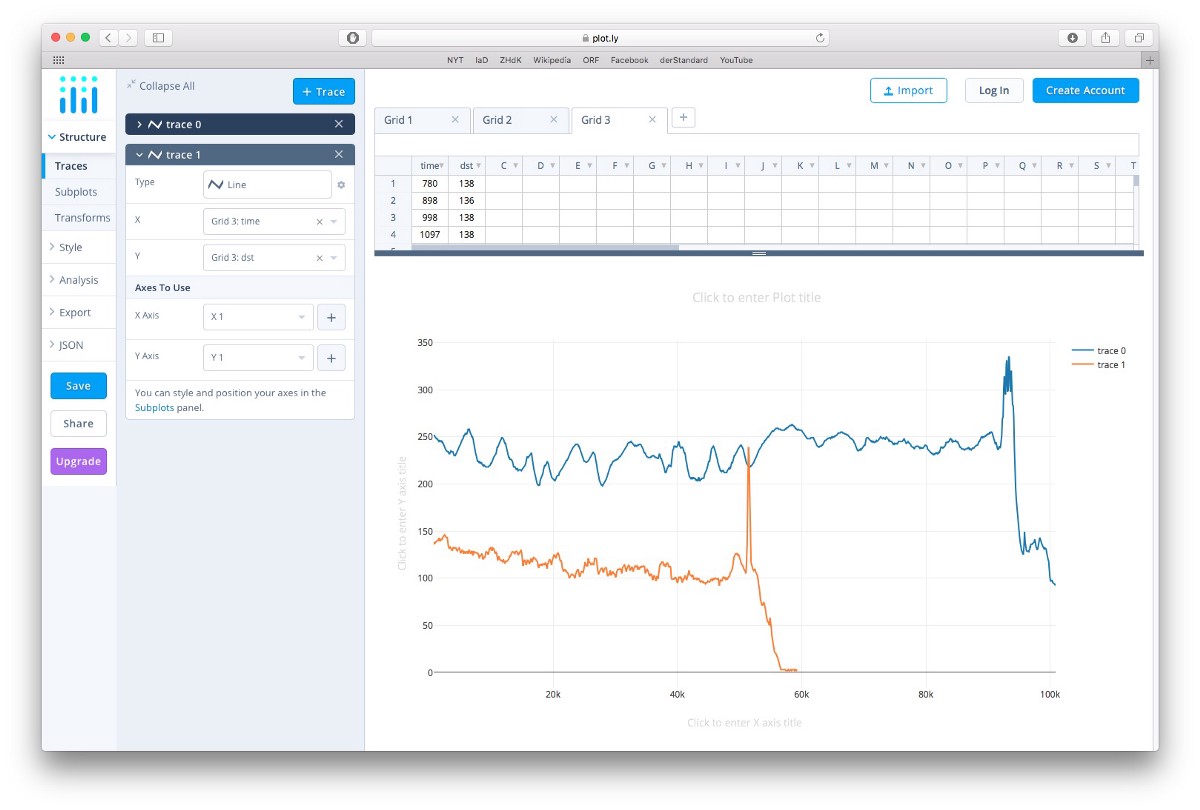 plot.ly
NYT IaD ZHdK Wikipedia ORF Facebook derStandard YouTube
Collapse All
+ Trace
Structure
Traces
Subplots
Transforms
Style
Analysis
Export
JSON
Save
Share
Upgrade
trace 0
trace 1
Type Line
X Grid 3: time
Y Grid 3: dst
Axes To Use
X Axis X 1
Y Axis Y 1
You can style and position your axes in the
Subplots panel.
Import Log In Create Account
Grid 1 Grid 2 Grid 3 +
time dst C D E F G H I J K L M N O P Q R S T
1 780 138
2 898 136
3 998 138
4 1097 138
Click to enter Plot title
350
300
250
200
150
100
50
0
Click to enter Y axis title
20k 40k 60k 80k 100k
Click to enter X axis title
trace 0
trace 1